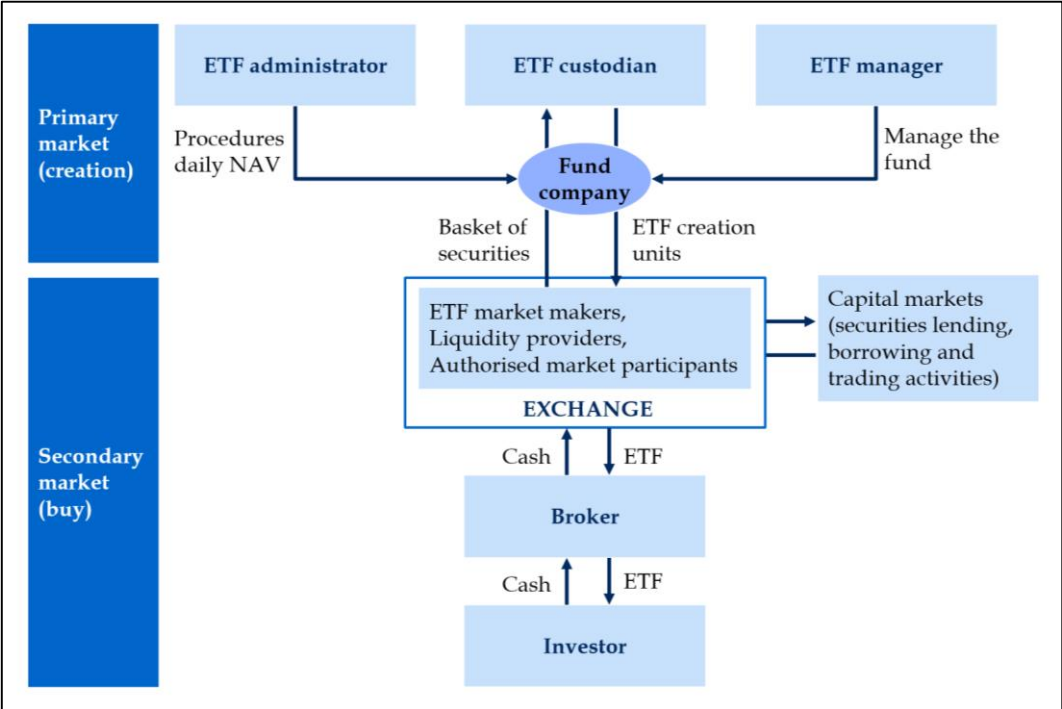 Primary
market
(creation)
ETF administrator
ETF custodian
ETF manager
Procedures
daily NAV
Fund
company
Manage the
fund
Basket of
securities
ETF creation
units
Secondary
market
(buy)
ETF market makers,
Liquidity providers,
Authorised market participants
EXCHANGE
Capital markets
(securities lending,
borrowing and
trading activities)
Cash
ETF
Broker
Cash
ETF
Investor